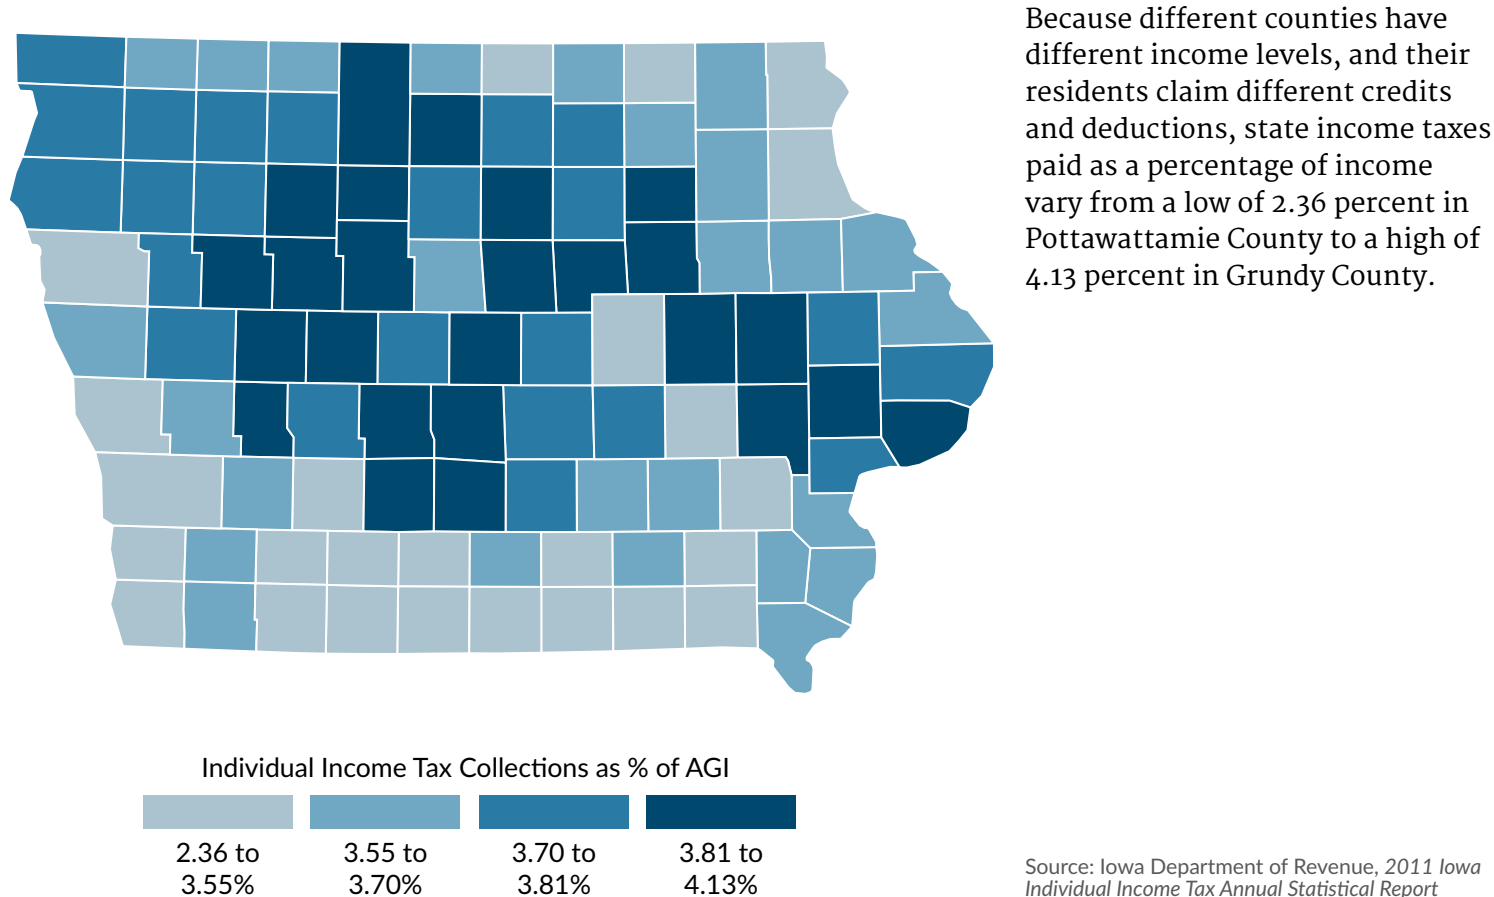 Because different counties have
different income levels, and their
residents claim different credits
and deductions, state income taxes
paid as a percentage of income
vary from a low of 2.36 percent in
Pottawattamie County to a high of
4.13 percent in Grundy County.
Individual Income Tax Collections as % of AGI
2.36 to 3.55%
3.55 to 3.70%
3.70 to 3.81%
3.81 to 4.13%
Source: Iowa Department of Revenue, 2011 Iowa
Individual Income Tax Annual Statistical Report